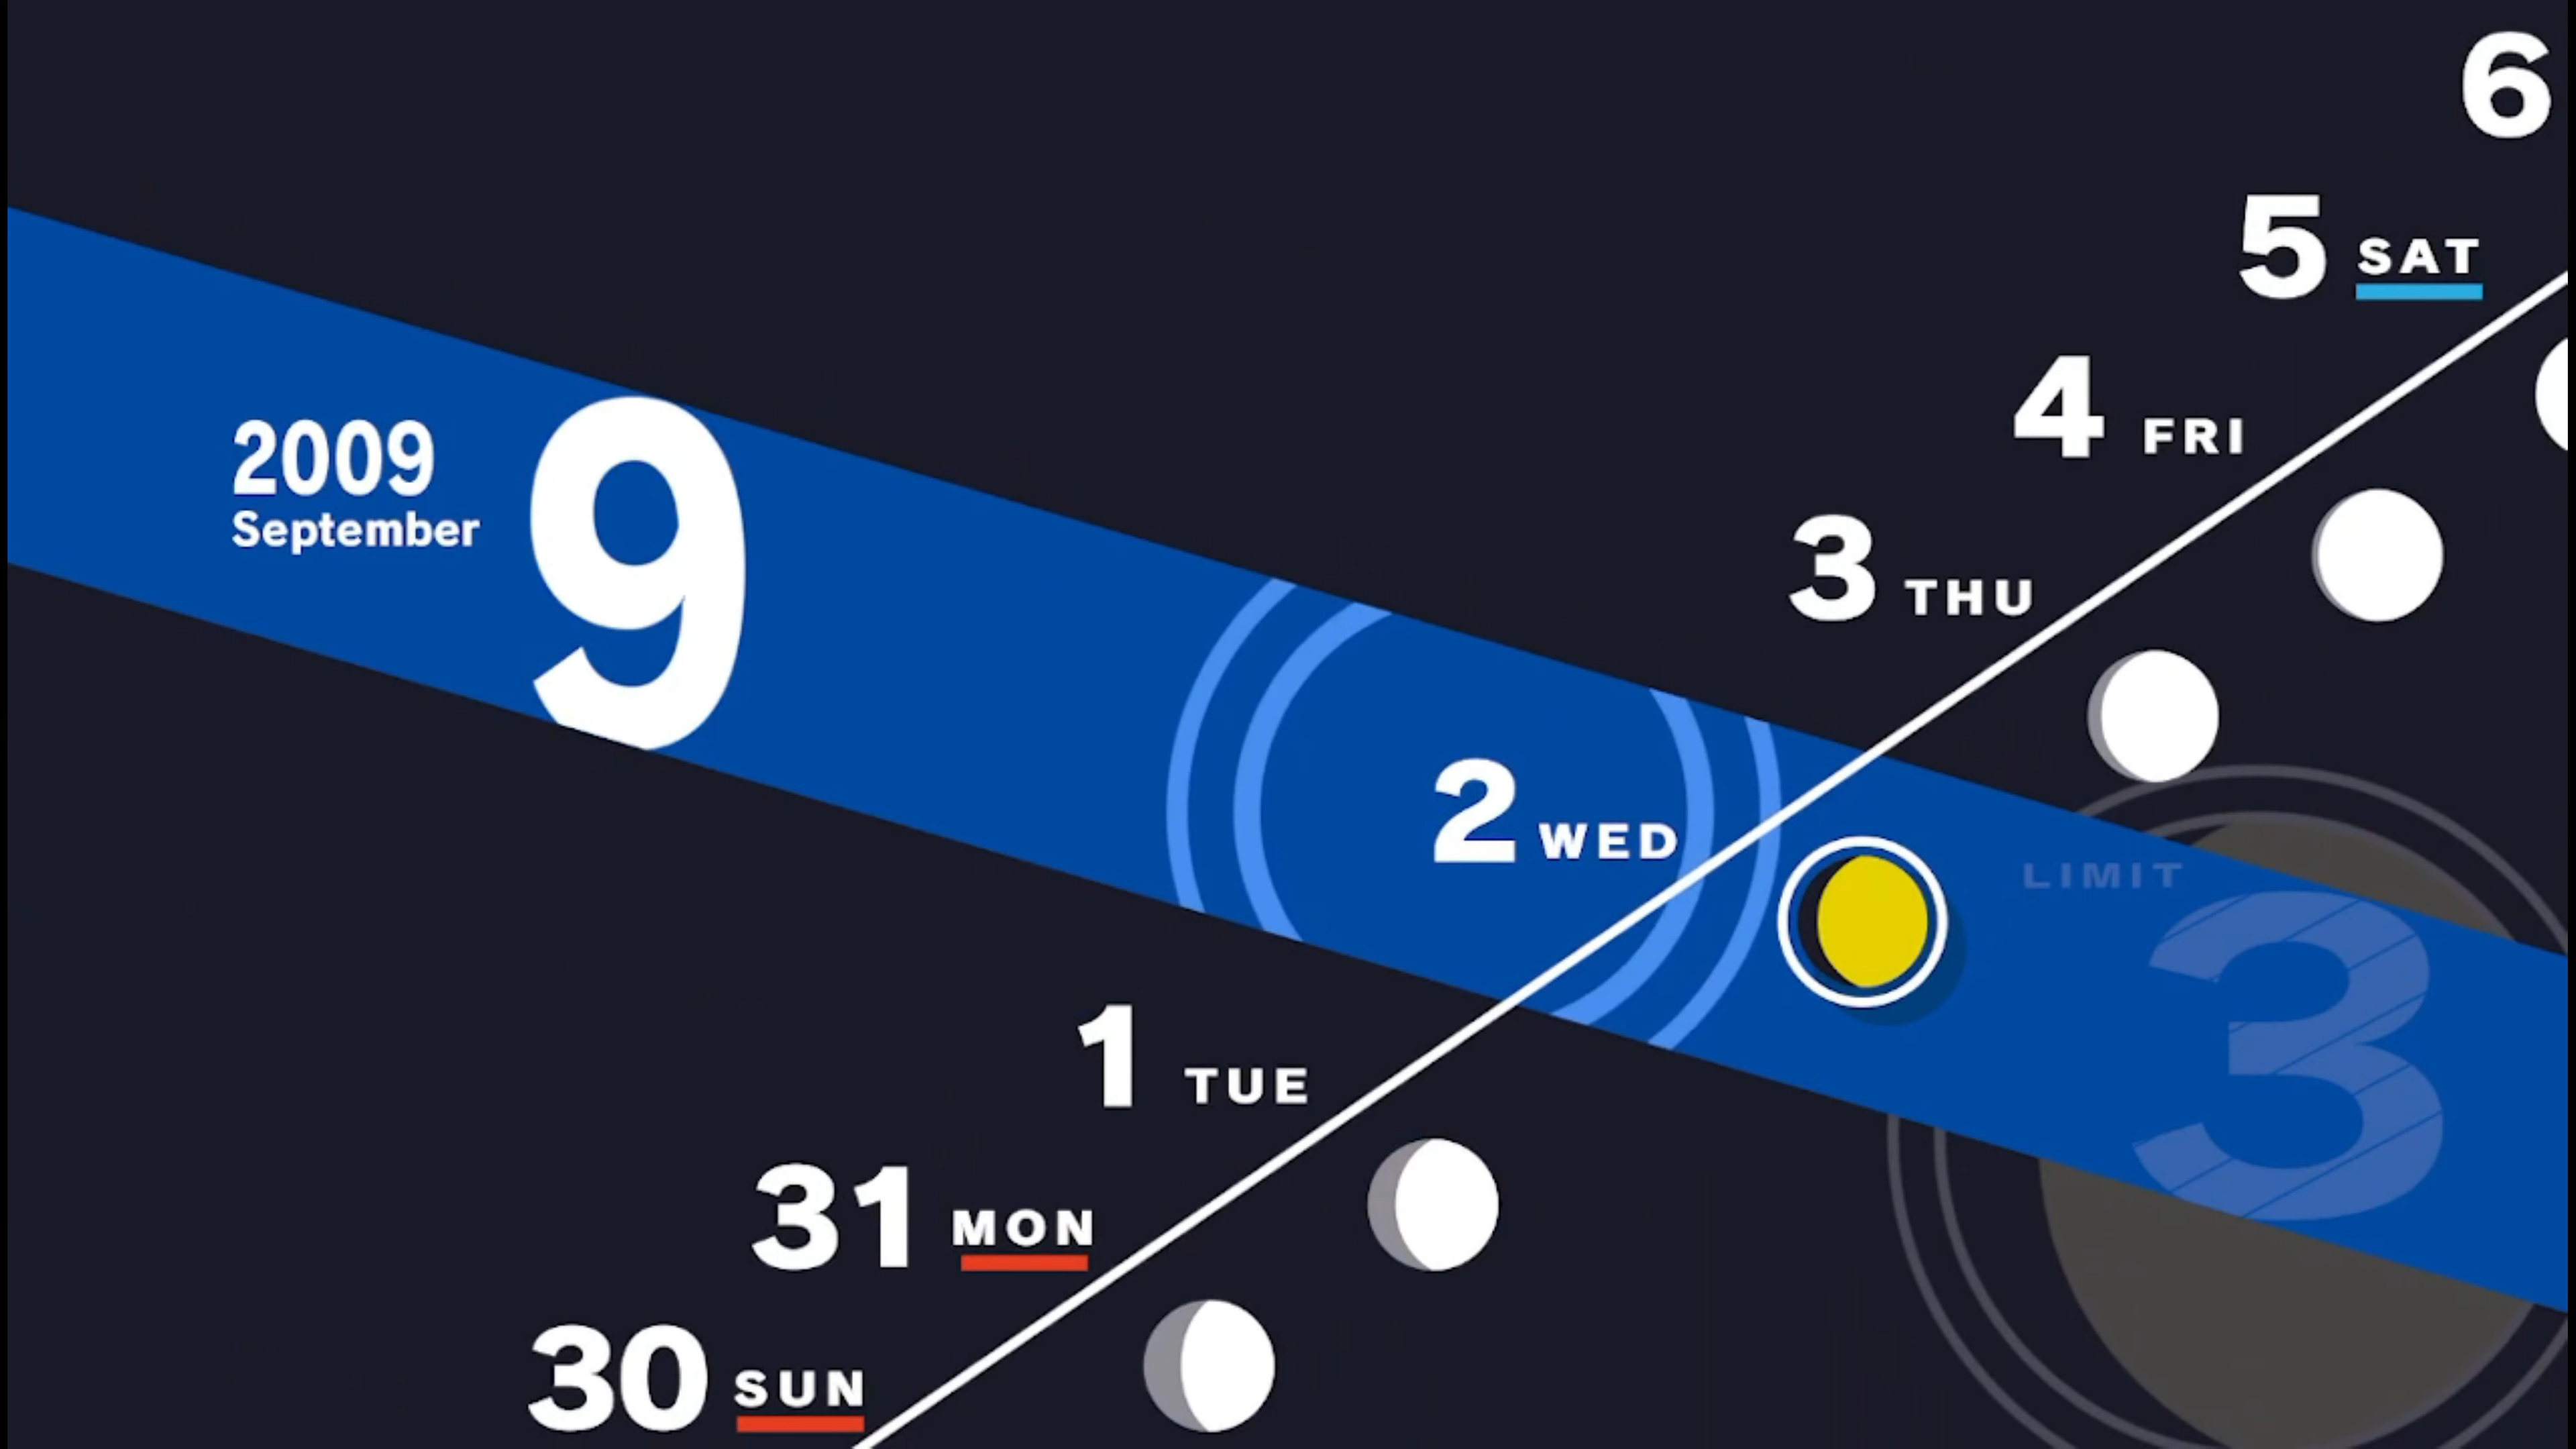 6
5 SAT
4 FRI
3 THU
2009
September
9
2 WED
LIMIT
3
1 TUE
31 MON
30 SUN